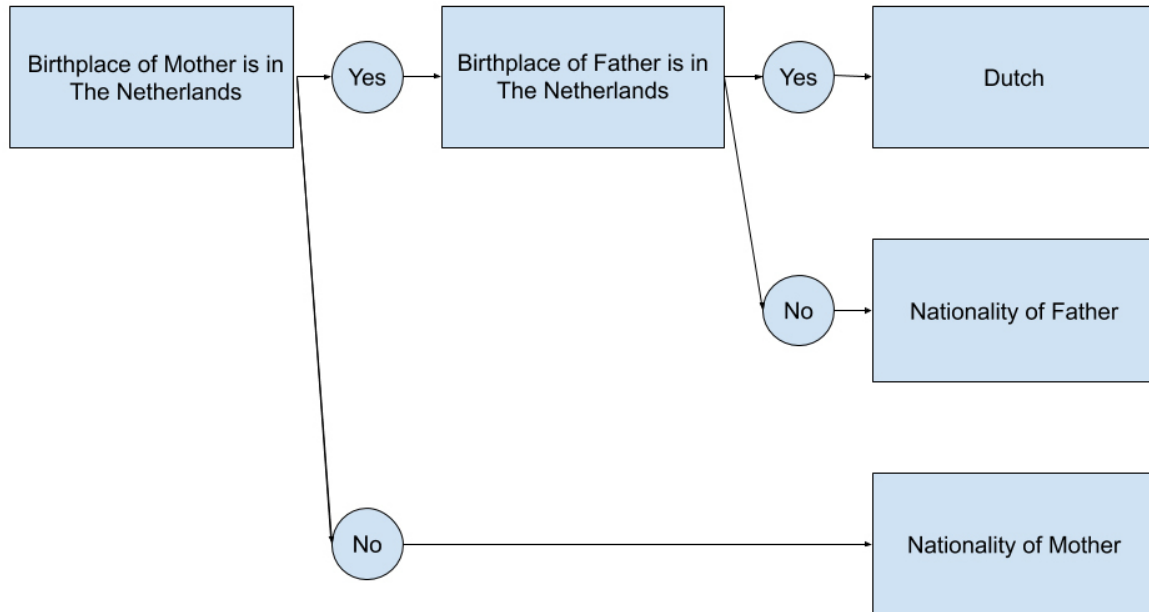 Birthplace of Mother is in
The Netherlands
Yes
Birthplace of Father is in
The Netherlands
Yes
Dutch
No
Nationality of Father
No
Nationality of Mother